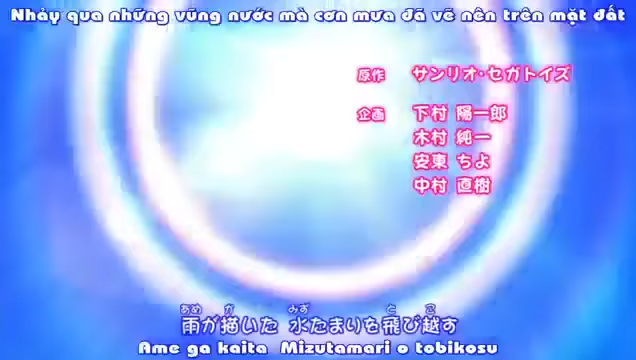 Nhảy qua những vũng nước mà cơn mưa đã vẽ nên trên mặt đất
原作 サンリオ・セガトイズ
企画 下村 陽一郎
木村 純一
安東 ちよ
中村 直樹
あめ か みず と こ
雨が描いた 水たまりを飛び越す
Ame ga kaita Mizutamari o tobikosu